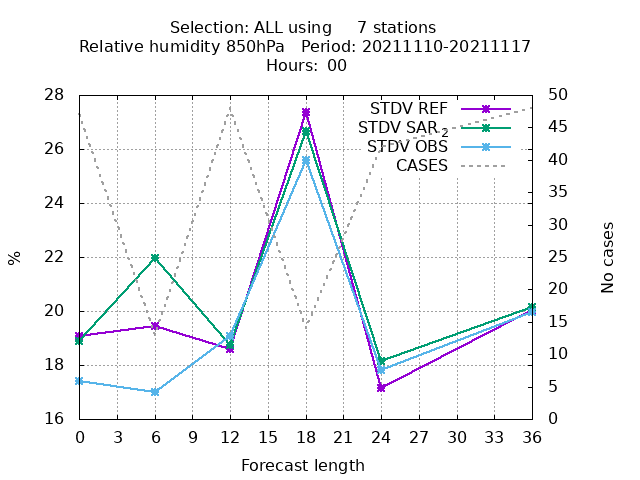 Selection: ALL using     7 stations
Relative humidity 850hPa   Period: 20211110-20211117
Hours:  00
28
26
24
22
20
18
16
%
50
45
40
35
30
25
20
15
10
5
0
No cases
STDV REF
STDV SAR 2
STDV OBS
CASES
0 3 6 9 12 15 18 21 24 27 30 33 36
Forecast length